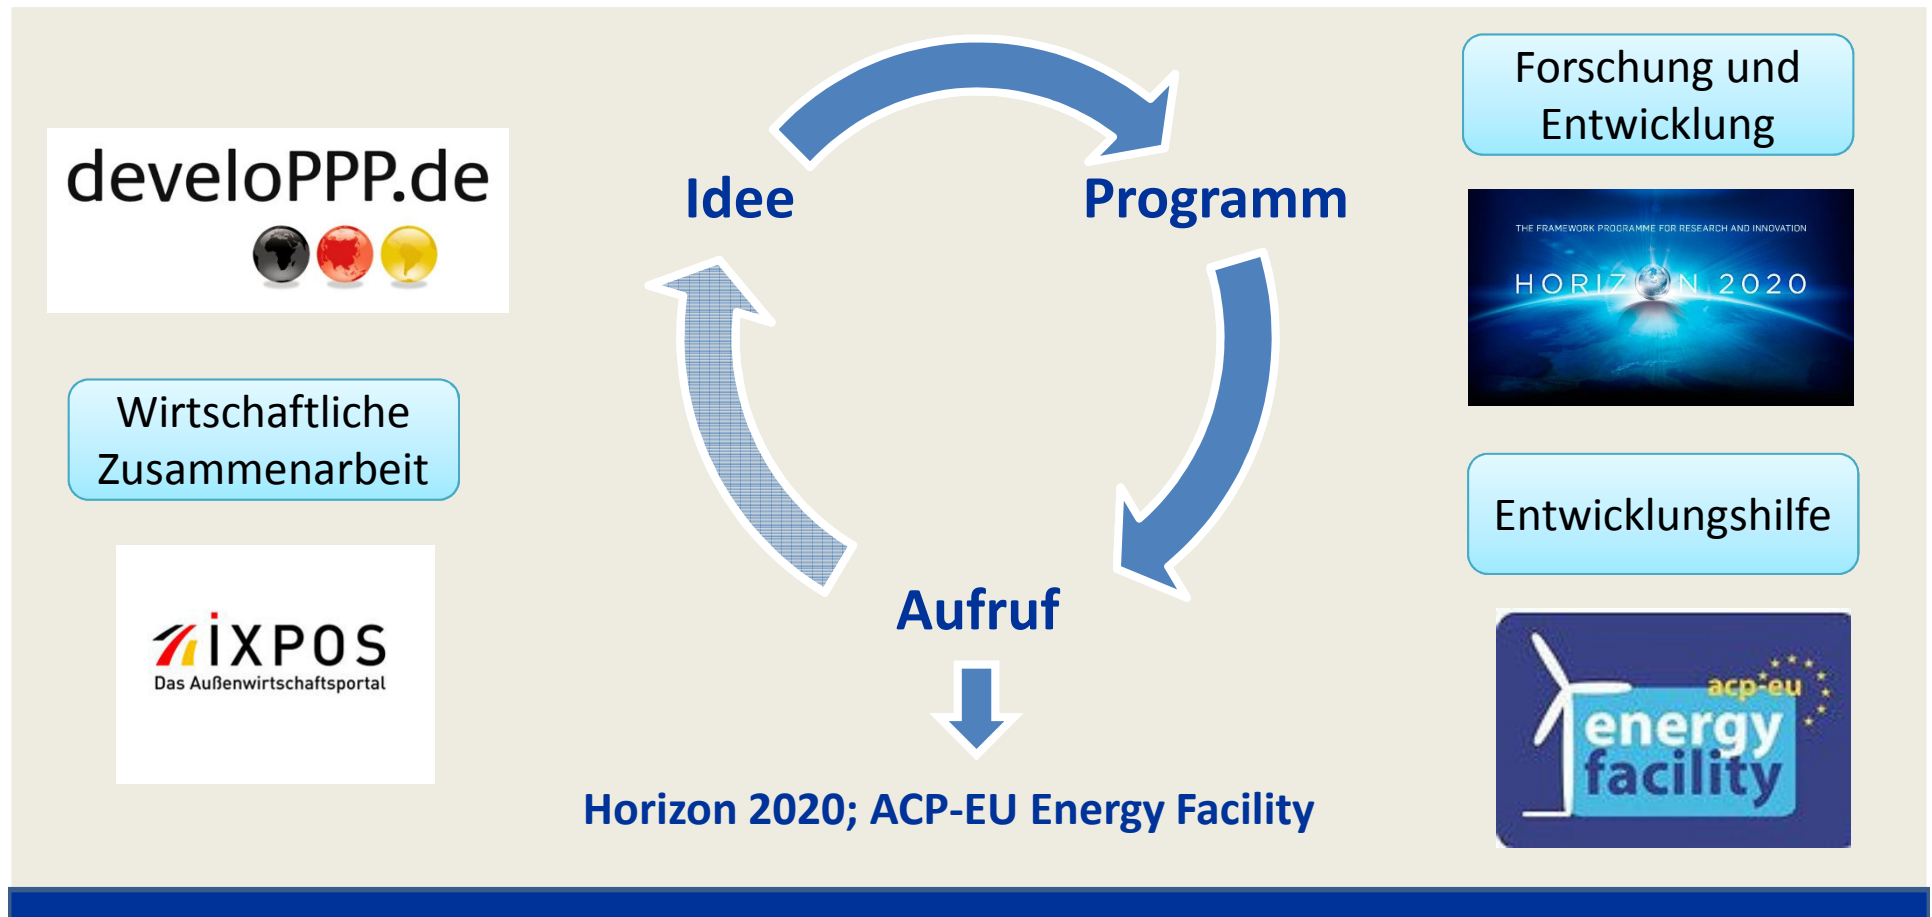 develoPPP.de
Wirtschaftliche
Zusammenarbeit
iXPOS
Das Außenwirtschaftsportal
Idee
Programm
Aufruf
Horizon 2020; ACP-EU Energy Facility
Forschung und
Entwicklung
THE FRAMEWORK PROGRAMME FOR RESEARCH AND INNOVATION
HORIZON 2020
Entwicklungshilfe
acp-eu
energy
facility